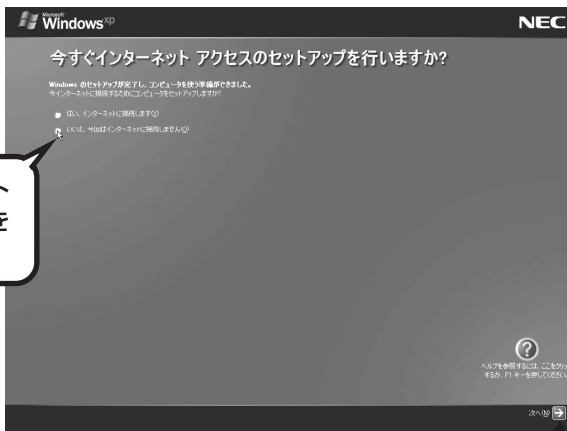 Microsoft
Windows xp
NEC
今すぐインターネット アクセスのセットアップを行いますか?
Windows のセットアップが完了し、コンピュータを使う準備ができました。
今インターネットに接続するためにコンピュータをセットアップしますか?
はい、インターネットに接続します(Y)
いいえ、今回はインターネットに接続しません(O)
ト
を
ヘルプを参照するには、ここをクリッ
するか、F1 キーを押してください。
次へ(N)